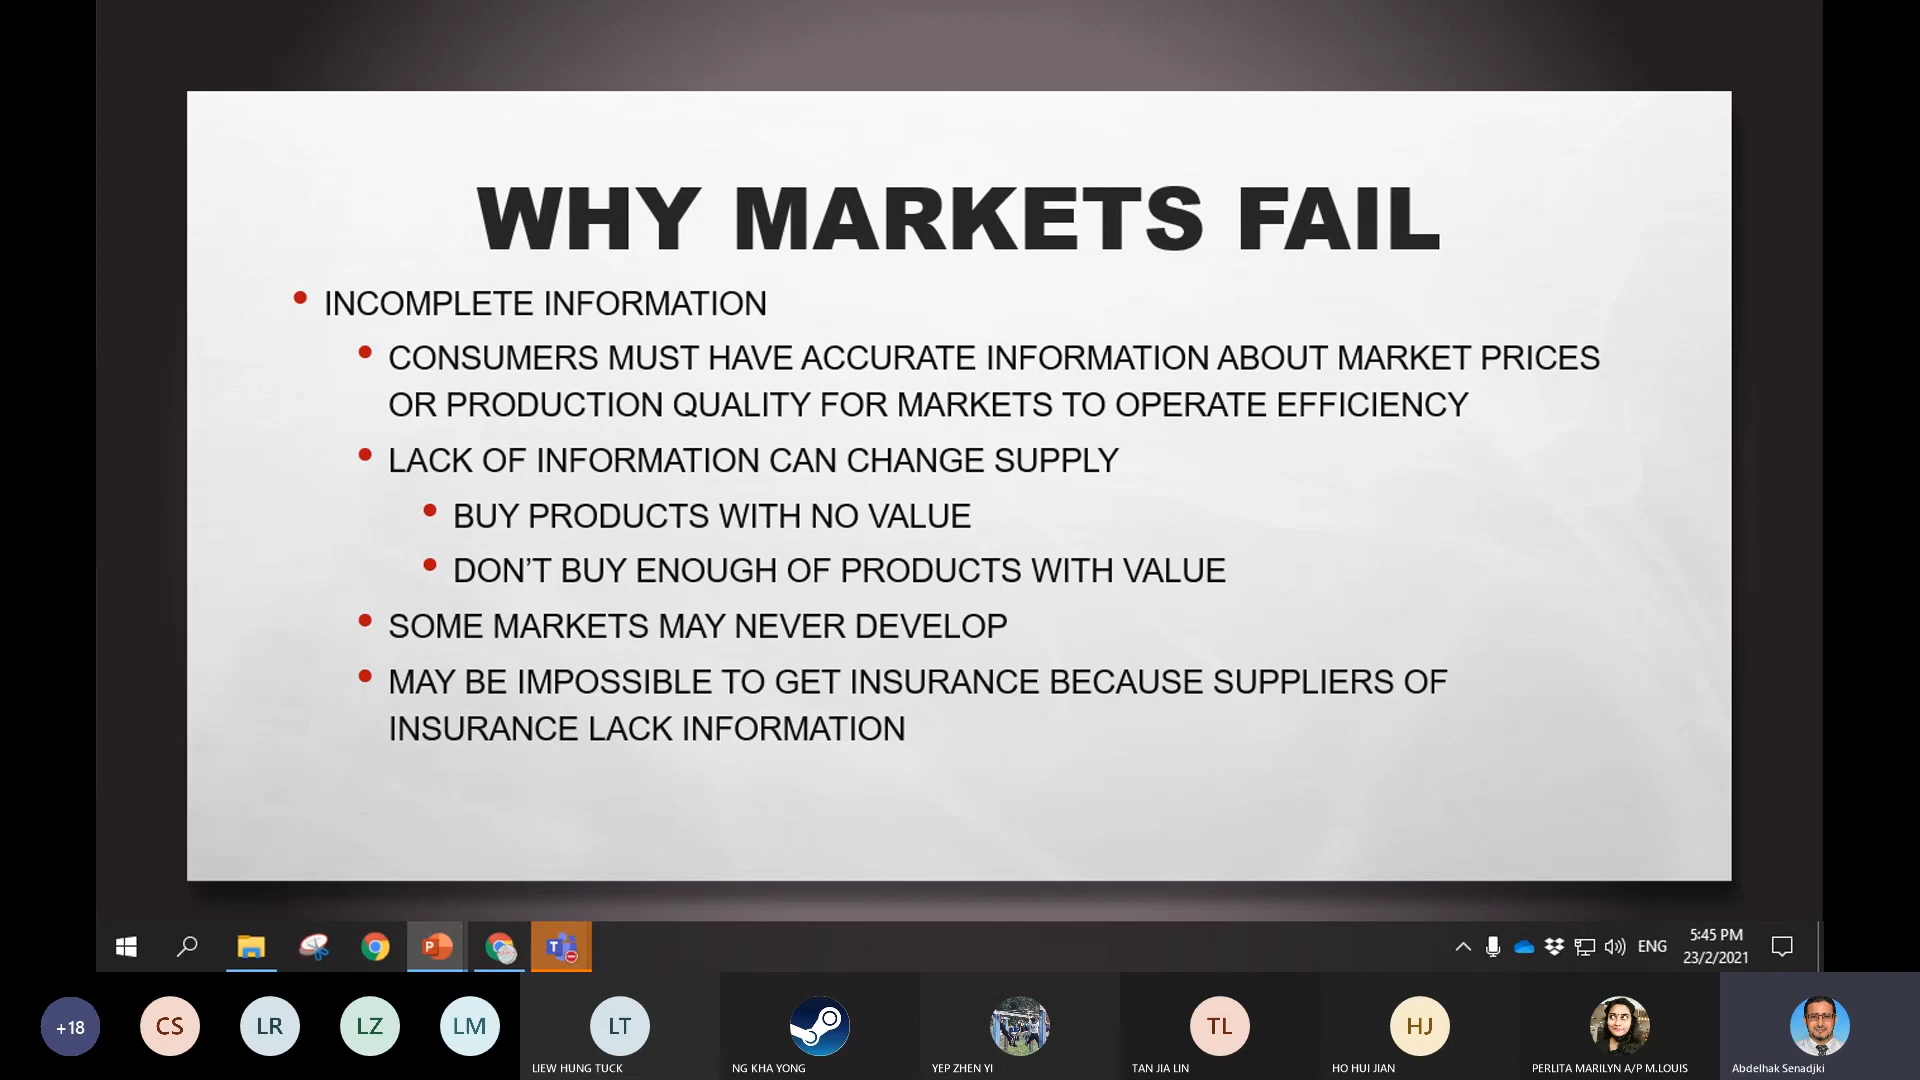 WHY MARKETS FAIL
INCOMPLETE INFORMATION
CONSUMERS MUST HAVE ACCURATE INFORMATION ABOUT MARKET PRICES
OR PRODUCTION QUALITY FOR MARKETS TO OPERATE EFFICIENCY
LACK OF INFORMATION CAN CHANGE SUPPLY
BUY PRODUCTS WITH NO VALUE
DON’T BUY ENOUGH OF PRODUCTS WITH VALUE
SOME MARKETS MAY NEVER DEVELOP
MAY BE IMPOSSIBLE TO GET INSURANCE BECAUSE SUPPLIERS OF
INSURANCE LACK INFORMATION
ENG
5:45 PM
23/2/2021
+18
CS
LR
LZ
LM
LT
TL
HJ
LIEW HUNG TUCK
NG KHA YONG
YEP ZHEN YI
TAN JIA LIN
HO HUI JIAN
PERLITA MARILYN A/P M.LOUIS
Abdelhak Senadjki